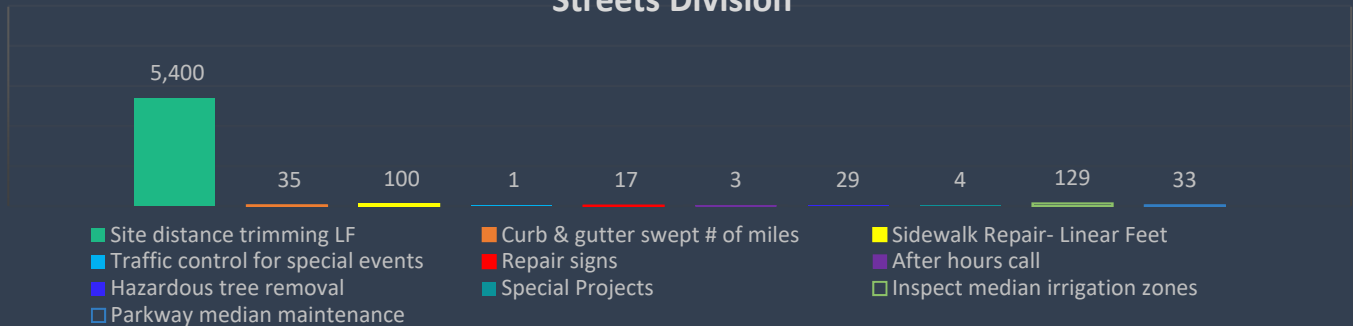 Streets Division
5,400
35
100
1
17
3
29
4
129
33
Site distance trimming LF
Curb & gutter swept # of miles
Sidewalk Repair- Linear Feet
Traffic control for special events
Repair signs
After hours call
Hazardous tree removal
Special Projects
Inspect median irrigation zones
Parkway median maintenance